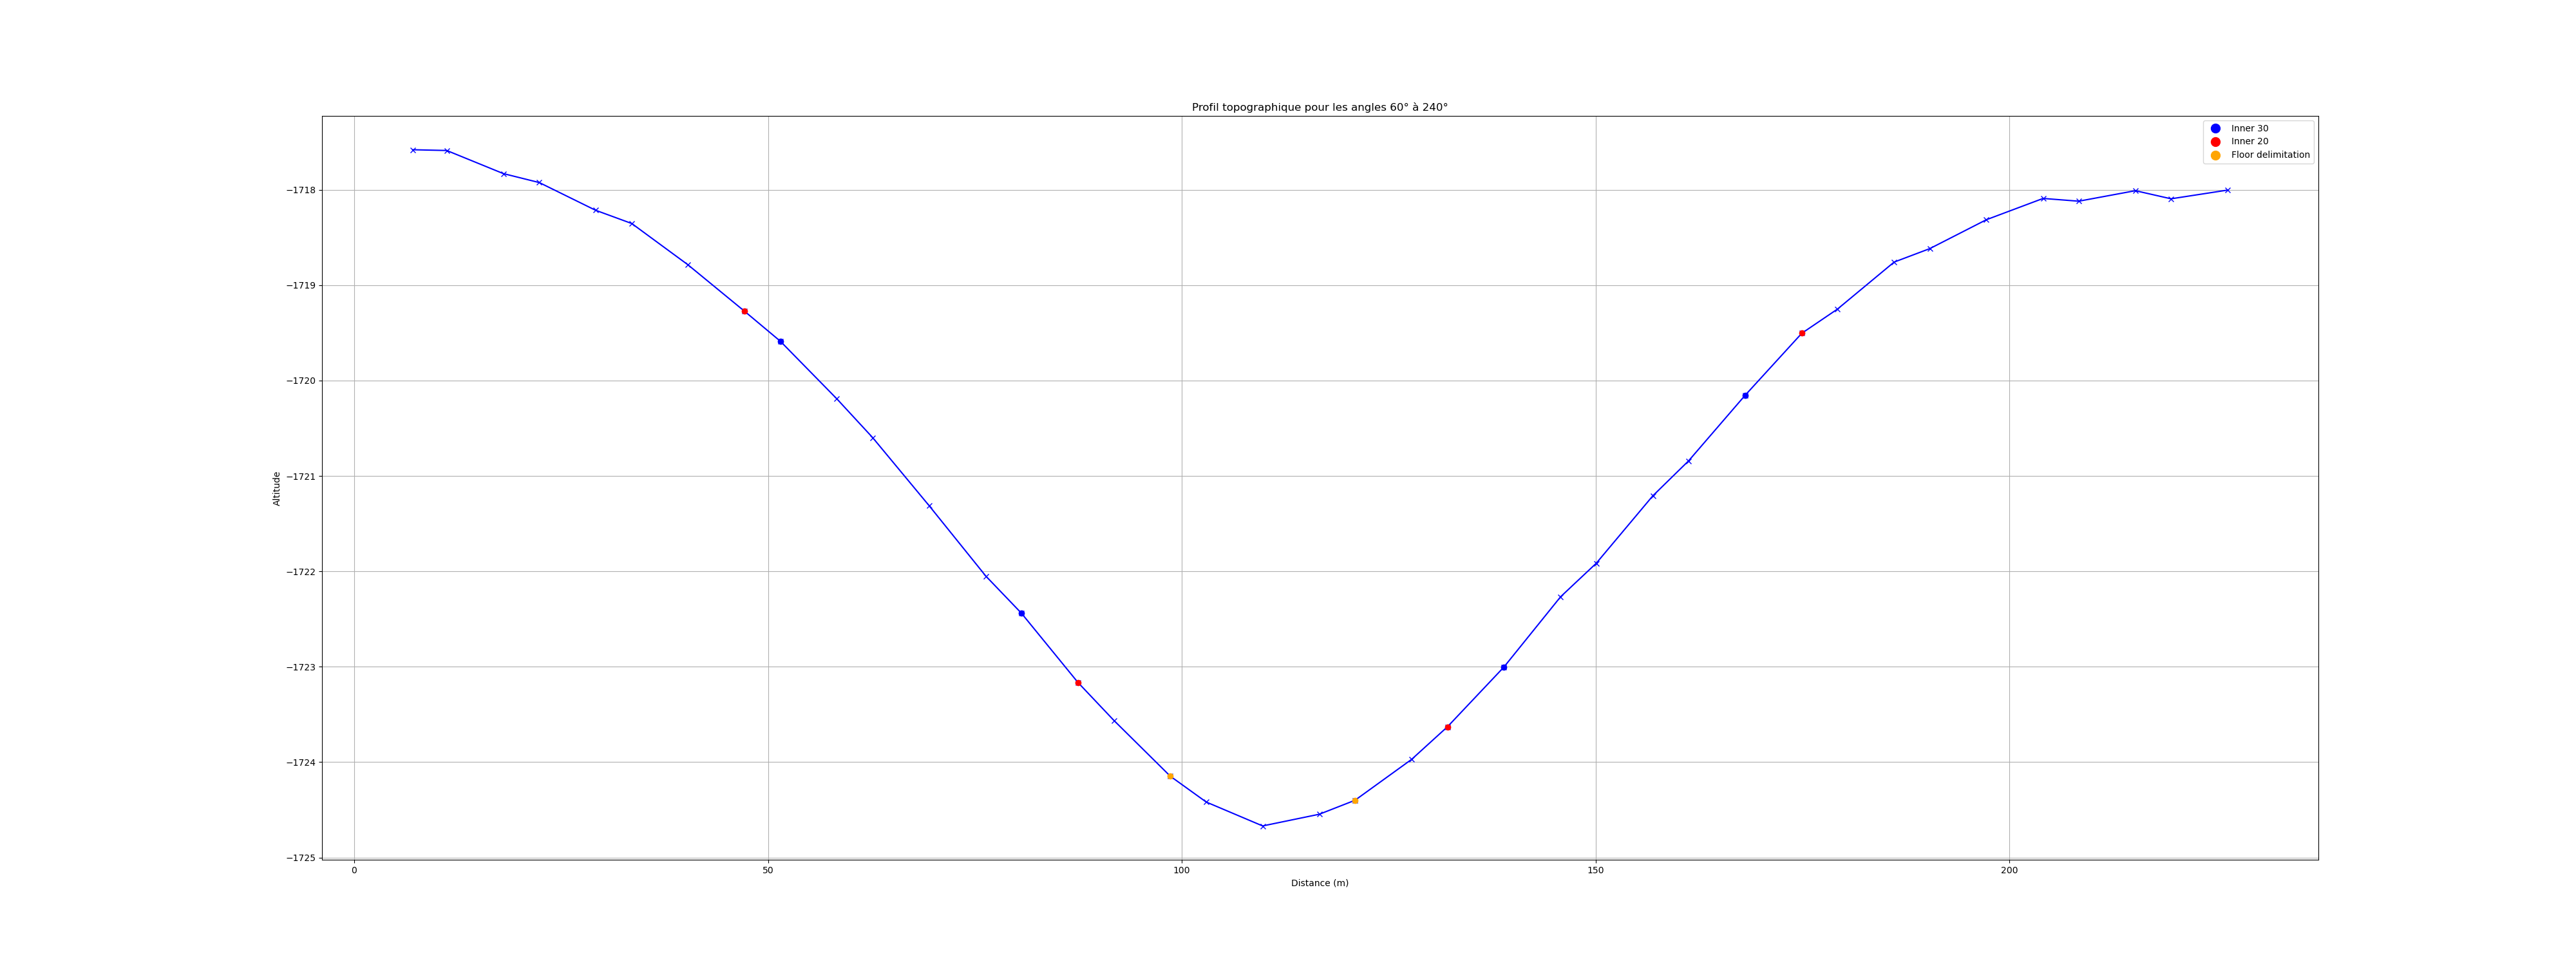 Profil topographique pour les angles 60° à 240°
Inner 30
Inner 20
Floor delimitation
−1718
−1719
−1720
−1721
−1722
−1723
−1724
−1725
Altitude
0 50 100 150 200
Distance (m)